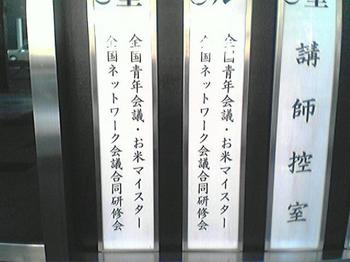 講師控室
全国青年会議・お米マイスター
全国ネットワーク会議合同研修会
全国青年会議・お米マイスター
全国ネットワーク会議合同研修会